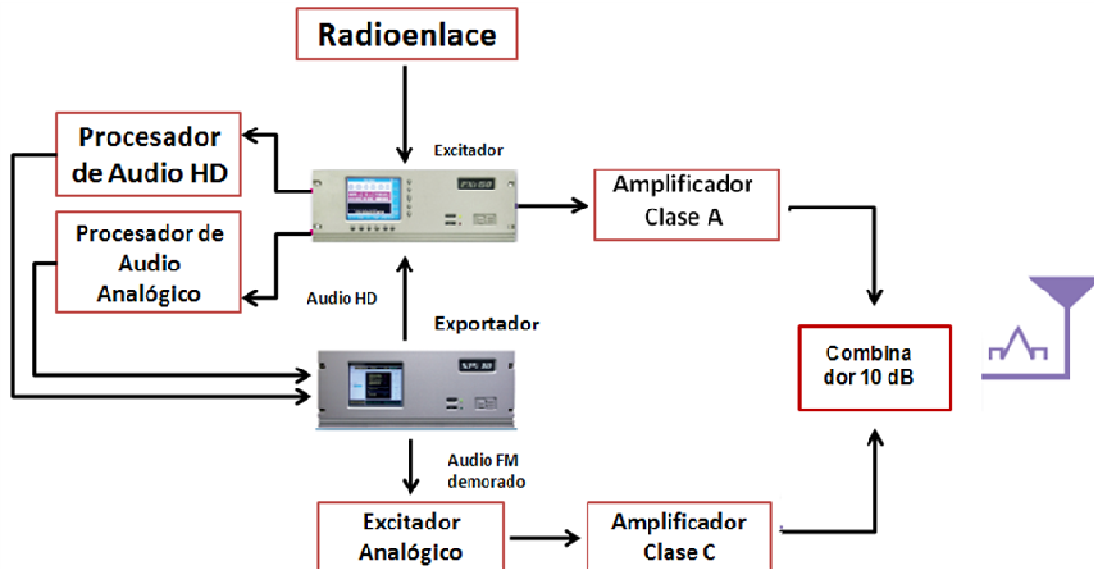 Radioenlace
Procesador
de Audio HD
Excitador
Amplificador
Clase A
Procesador de
Audio
Analógico
Audio HD
Exportador
Combina
dor 10 dB
Audio FM
demorado
Excitador
Analógico
Amplificador
Clase C